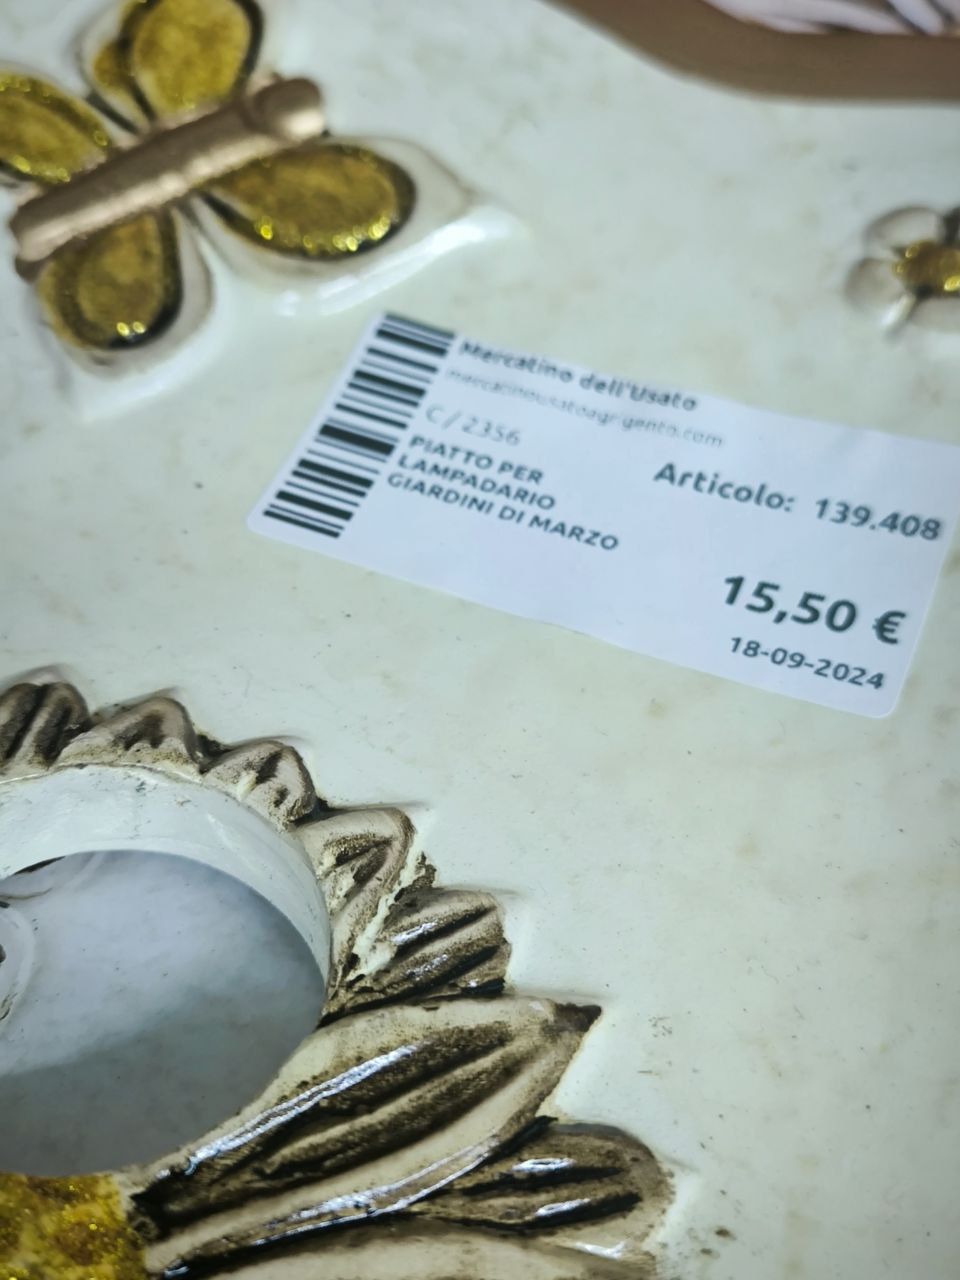 Mercatino dell'Usato
mercatinousatoagrigento.com
C/2356
PIATTO PER
LAMPADARIO
GIARDINI DI MARZO
Articolo: 139.408
15,50 €
18-09-2024